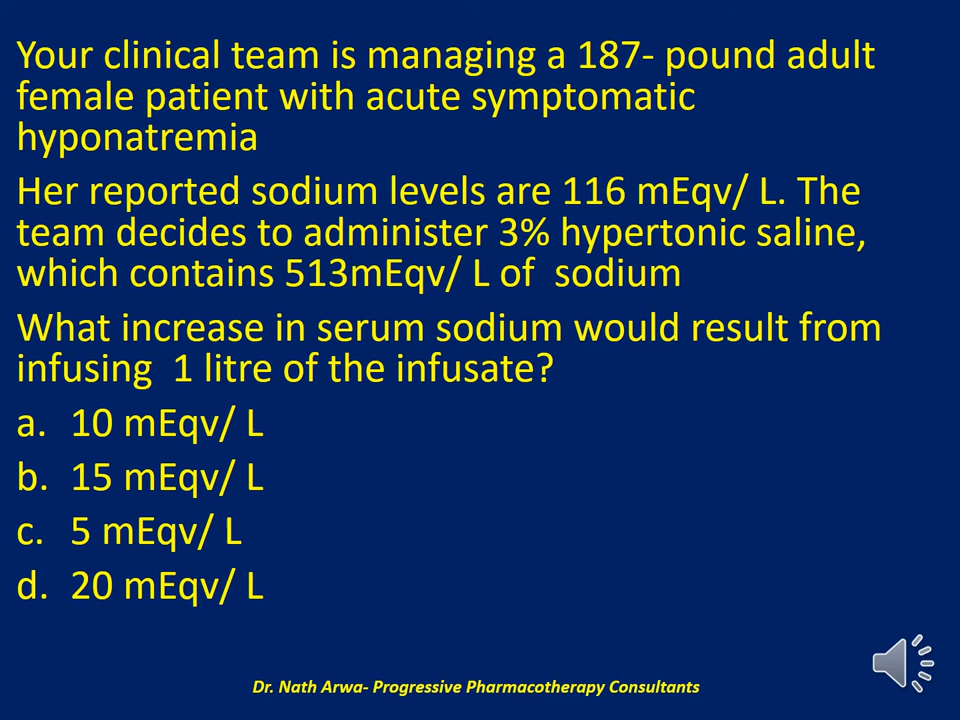 Your clinical team is managing a 187- pound adult
female patient with acute symptomatic
hyponatremia
Her reported sodium levels are 116 mEqv/ L. The
team decides to administer 3% hypertonic saline,
which contains 513mEqv/ L of  sodium
What increase in serum sodium would result from
infusing  1 litre of the infusate?
a. 10 mEqv/ L
b. 15 mEqv/ L
c. 5 mEqv/ L
d. 20 mEqv/ L
Dr. Nath Arwa- Progressive Pharmacotherapy Consultants